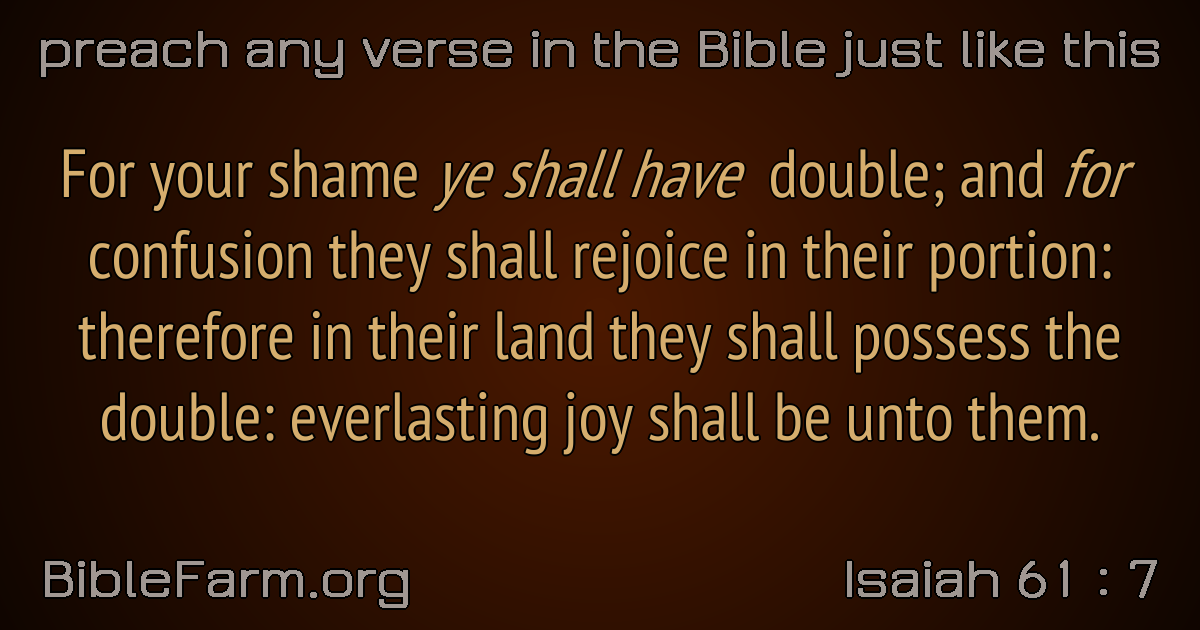 preach any verse in the Bible just like this
For your shame ye shall have double; and for
confusion they shall rejoice in their portion:
therefore in their land they shall possess the
double: everlasting joy shall be unto them.
BibleFarm.org
Isaiah 61 : 7